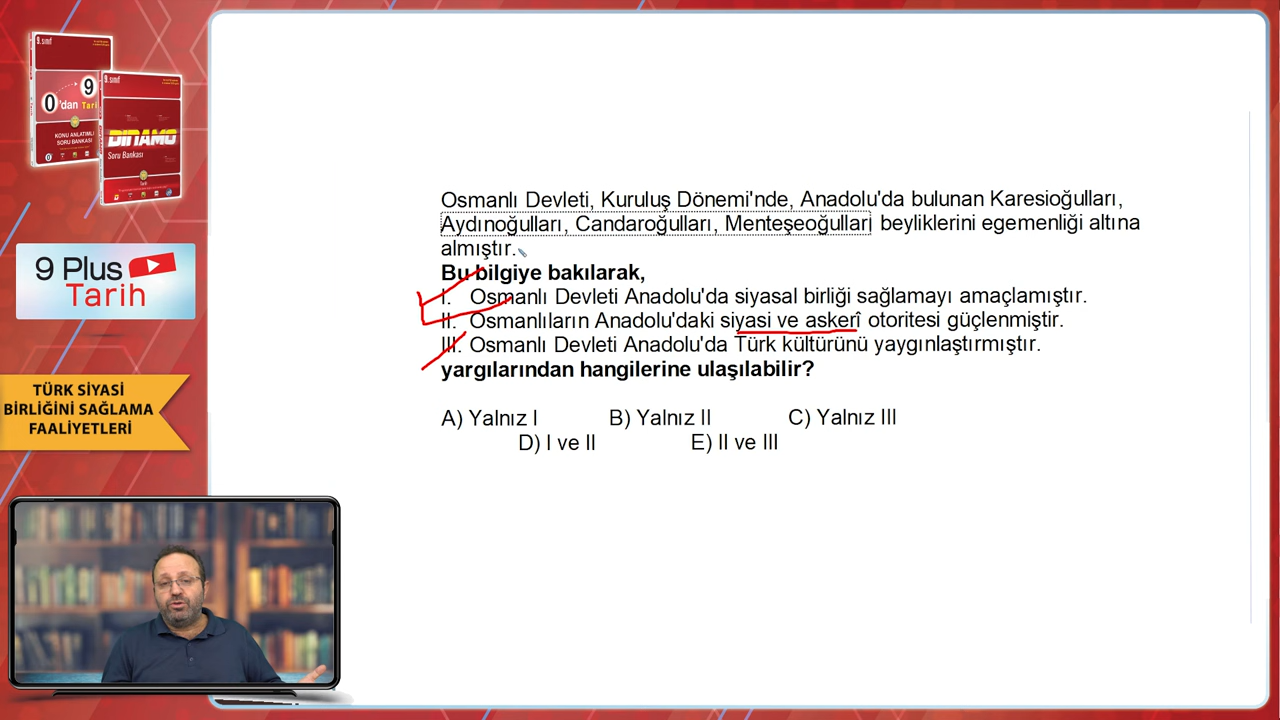 9.sınıf
0'dan 9
Tarih
KONU ANLATIMLI
SORU BANKASI
9.sınıf
DINAMO
Soru Bankası
Tarih
9 Plus
Tarih
TÜRK SİYASİ
BİRLİĞİNİ SAĞLAMA
FAALİYETLERİ
Osmanlı Devleti, Kuruluş Dönemi'nde, Anadolu'da bulunan Karesioğulları,
Aydınoğulları, Candaroğulları, Menteşeoğulları beyliklerini egemenliği altına
almıştır.
Bu bilgiye bakılarak,
I. Osmanlı Devleti Anadolu'da siyasal birliği sağlamayı amaçlamıştır.
II. Osmanlıların Anadolu'daki siyasi ve askerî otoritesi güçlenmiştir.
III. Osmanlı Devleti Anadolu'da Türk kültürünü yaygınlaştırmıştır.
yargılarından hangilerine ulaşılabilir?
A) Yalnız I B) Yalnız II C) Yalnız III
D) I ve II E) II ve III